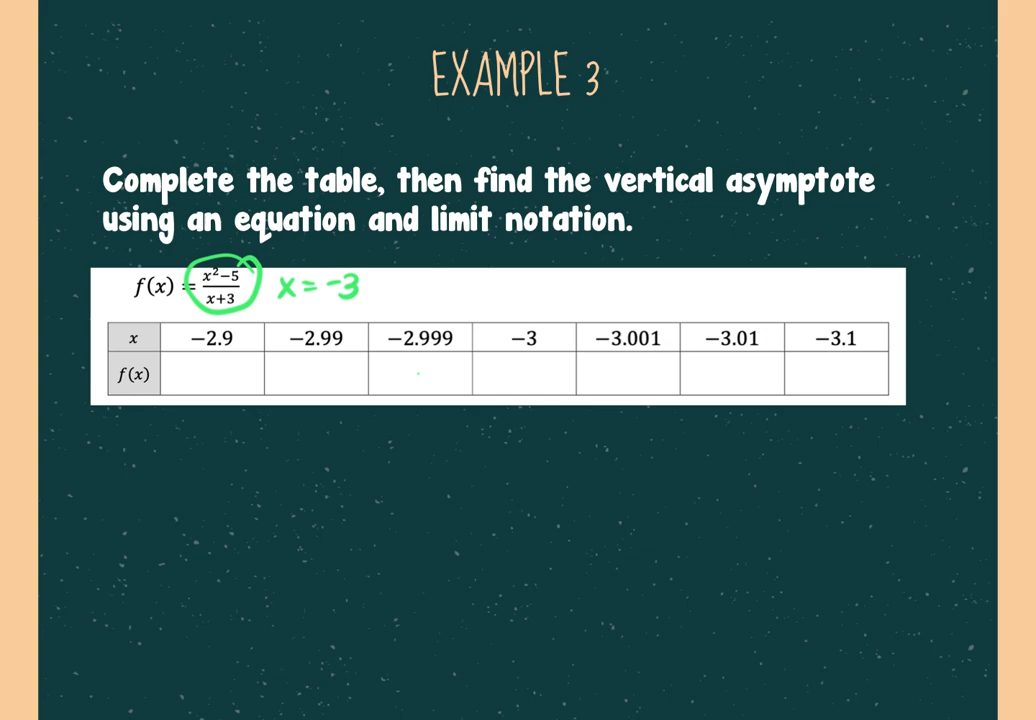 EXAMPLE 3
Complete the table, then find the vertical asymptote
using an equation and limit notation.
f(x) = x²−5 / x+3 x = -3
x −2.9 −2.99 −2.999 −3 −3.001 −3.01 −3.1
f(x)